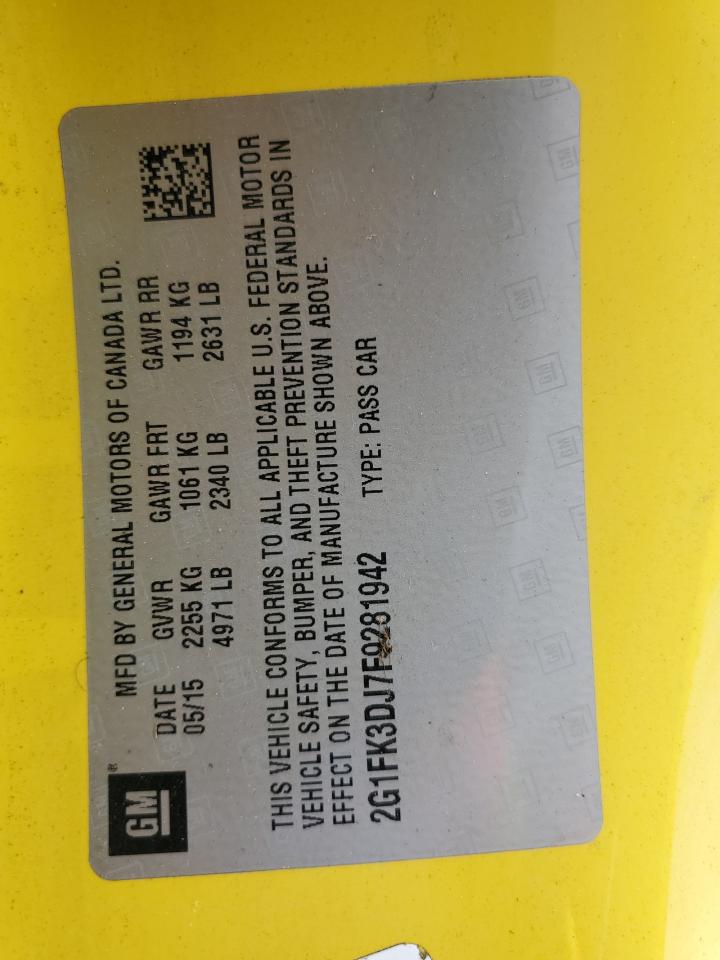 GM
MFD BY GENERAL MOTORS OF CANADA LTD.
DATE GVWR GAWR FRT GAWR RR
05/15 2255 KG 1061 KG 1194 KG
4971 LB 2340 LB 2631 LB
THIS VEHICLE CONFORMS TO ALL APPLICABLE U.S. FEDERAL MOTOR
VEHICLE SAFETY, BUMPER, AND THEFT PREVENTION STANDARDS IN
EFFECT ON THE DATE OF MANUFACTURE SHOWN ABOVE.
2G1FK3DJ7F9281942 TYPE: PASS CAR